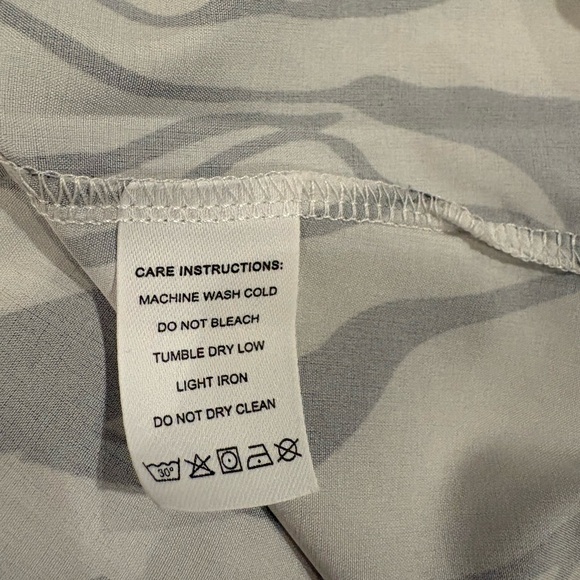 CARE INSTRUCTIONS:
MACHINE WASH COLD
DO NOT BLEACH
TUMBLE DRY LOW
LIGHT IRON
DO NOT DRY CLEAN
30°